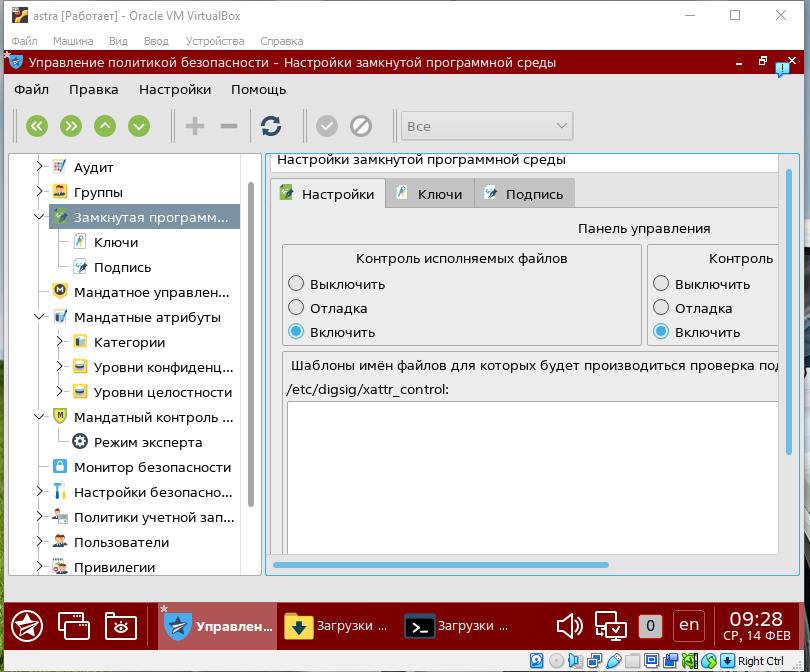 astra [Работает] - Oracle VM VirtualBox
Файл Машина Вид Ввод Устройства Справка
Управление политикой безопасности - Настройки замкнутой программной среды
Файл Правка Настройки Помощь
Все
Аудит
Группы
Замкнутая программ...
Ключи
Подпись
Мандатное управлен...
Мандатные атрибуты
Категории
Уровни конфиденц...
Уровни целостности
Мандатный контроль ...
Режим эксперта
Монитор безопасности
Настройки безопасно...
Политики учетной зап...
Пользователи
Привилегии
Настройки замкнутой программной среды
Настройки Ключи Подпись
Панель управления
Контроль исполняемых файлов
Выключить
Отладка
Включить
Контроль
Выключить
Отладка
Включить
Шаблоны имён файлов для которых будет производиться проверка под
/etc/digsig/xattr_control:
Управлен... Загрузки ... Загрузки ... 0 en 09:28
СР, 14 ФЕВ
Right Ctrl